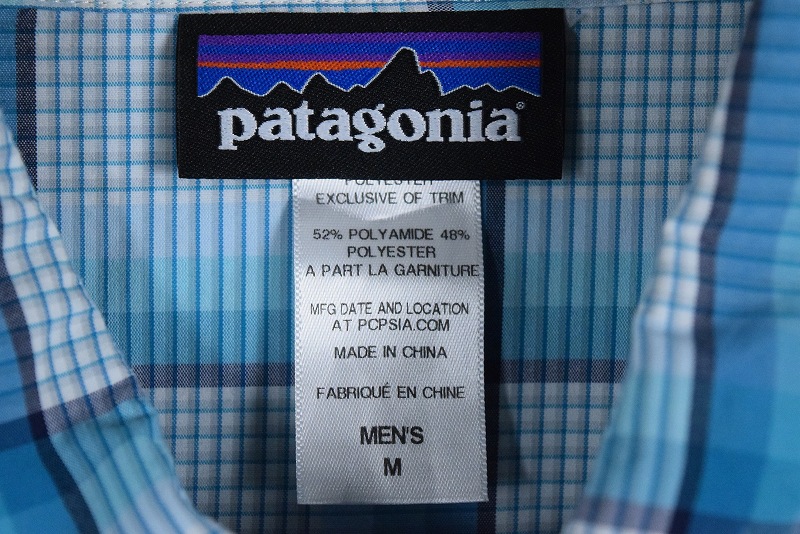 patagonia®
POLYESTER
EXCLUSIVE OF TRIM
52% POLYAMIDE 48%
POLYESTER
A PART LA GARNITURE
MFG DATE AND LOCATION
AT PCPSIA.COM
MADE IN CHINA
FABRIQUÉ EN CHINE
MEN'S
M